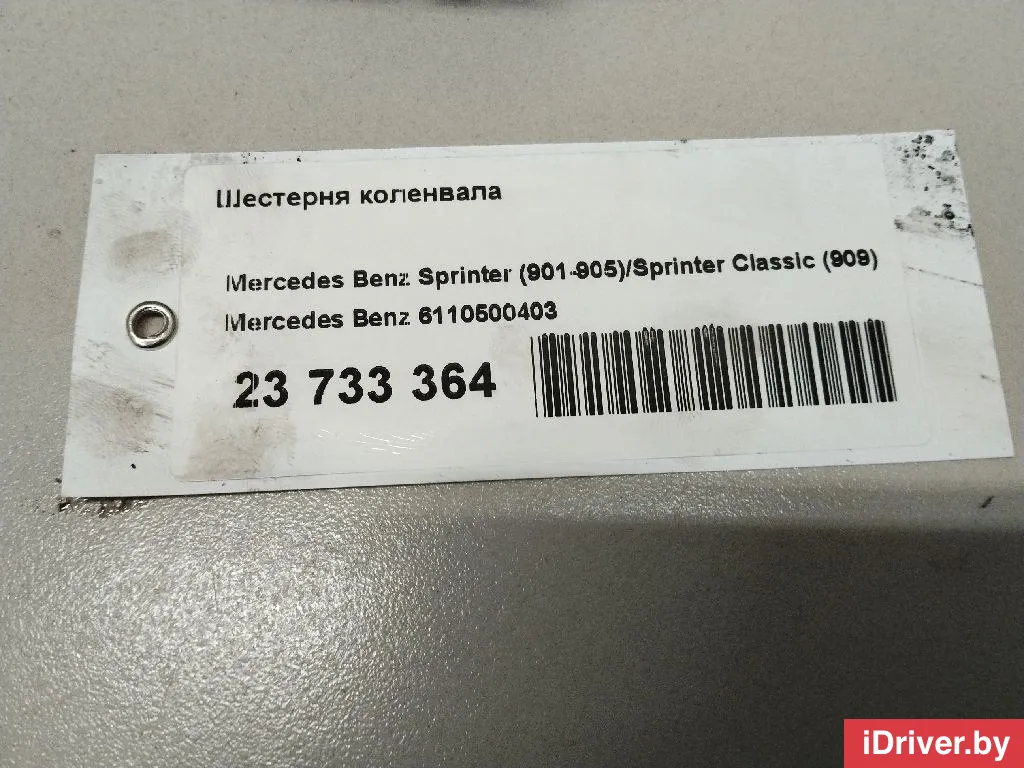 Шестерня коленвала
Mercedes Benz Sprinter (901-905)/Sprinter Classic (909)
Mercedes Benz 6110500403
23 733 364
iDriver.by